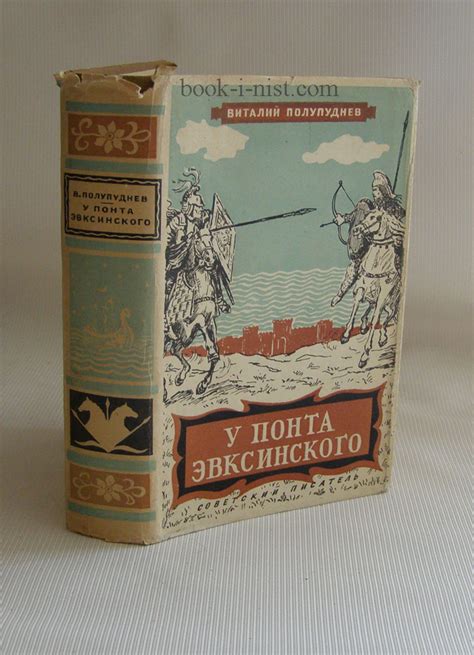 book-i-nist.com
ВИТАЛИЙ ПОЛУПУДНЕВ
В. ПОЛУПУДНЕВ
У ПОНТА
ЭВКСИНСКОГО
У ПОНТА
ЭВКСИНСКОГО
СОВЕТСКИЙ ПИСАТЕЛЬ